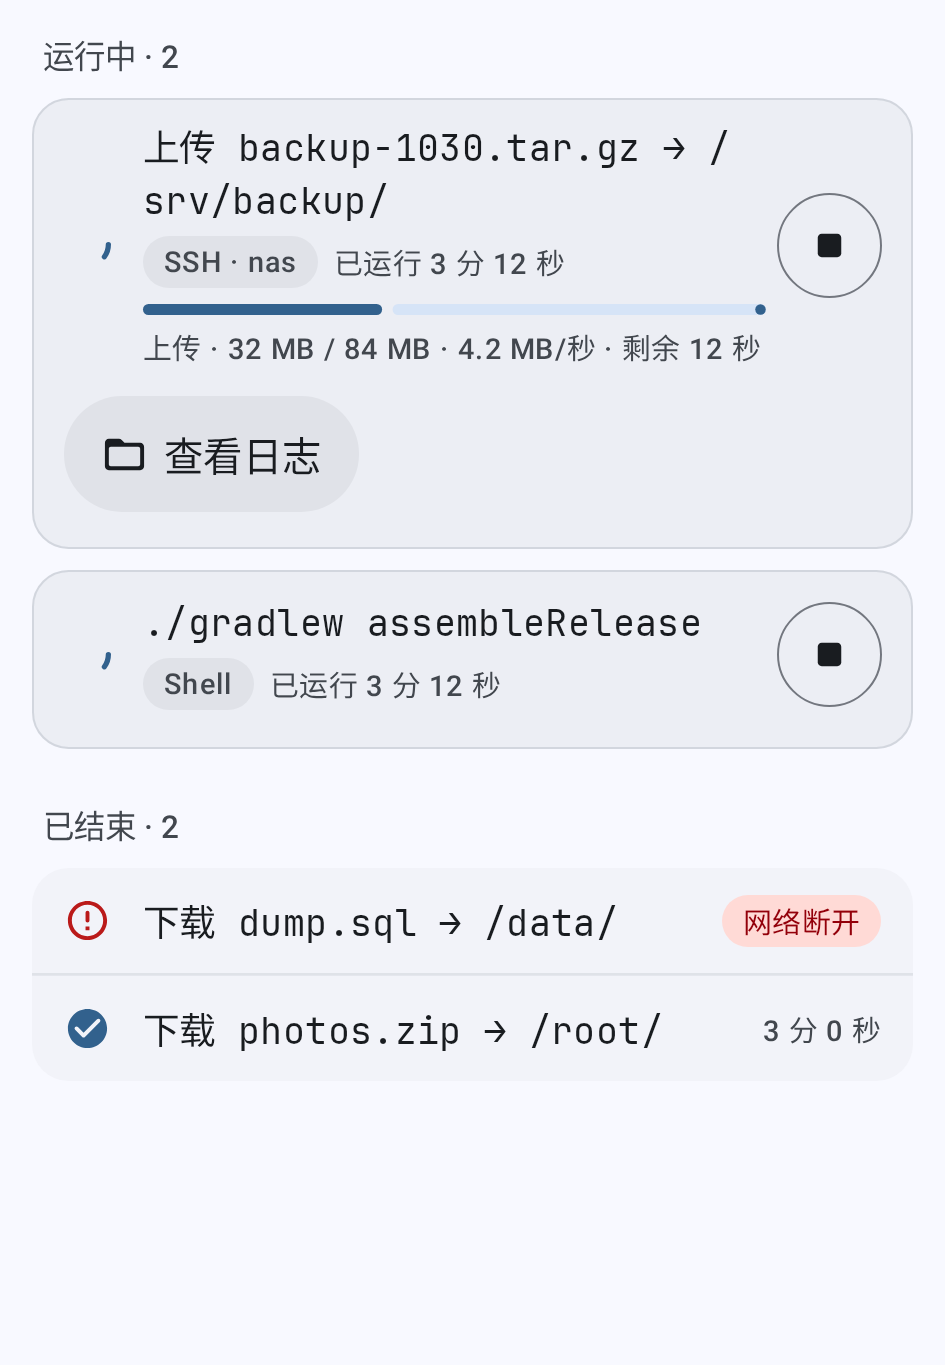 运行中 · 2
上传 backup-1030.tar.gz → /
srv/backup/
SSH · nas 已运行 3 分 12 秒
上传 · 32 MB / 84 MB · 4.2 MB/秒 · 剩余 12 秒
查看日志
./gradlew assembleRelease
Shell 已运行 3 分 12 秒
已结束 · 2
下载 dump.sql → /data/ 网络断开
下载 photos.zip → /root/ 3 分 0 秒